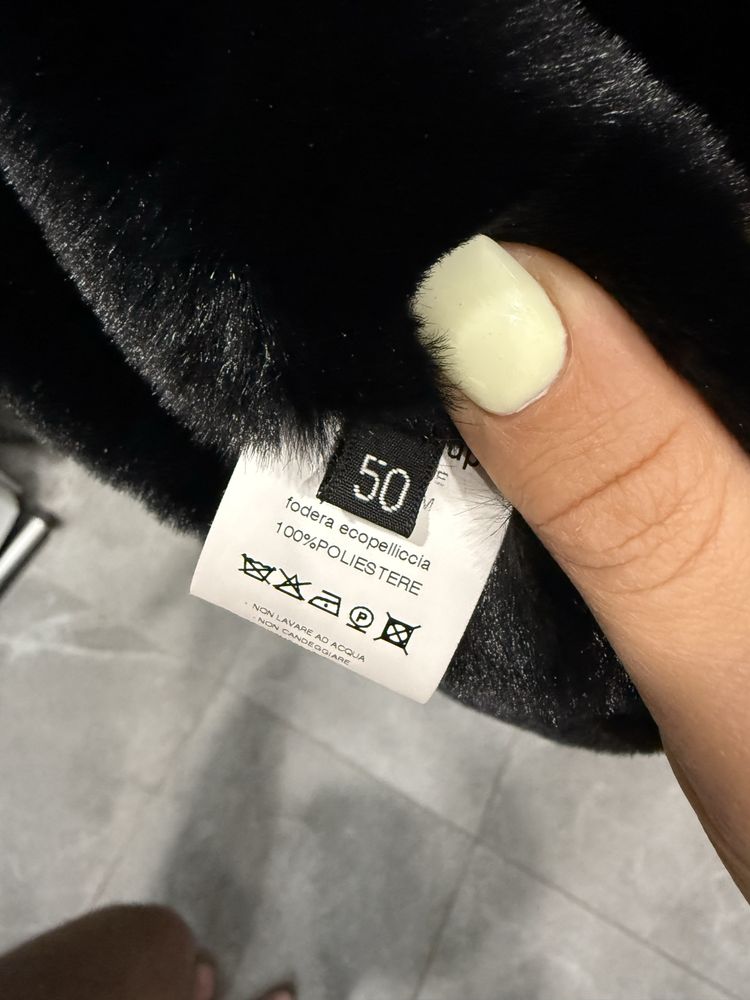 50
fodera ecopelliccia
100%POLIESTERE
P
- NON LAVARE AD ACQUA
- NON CANDEGGIARE